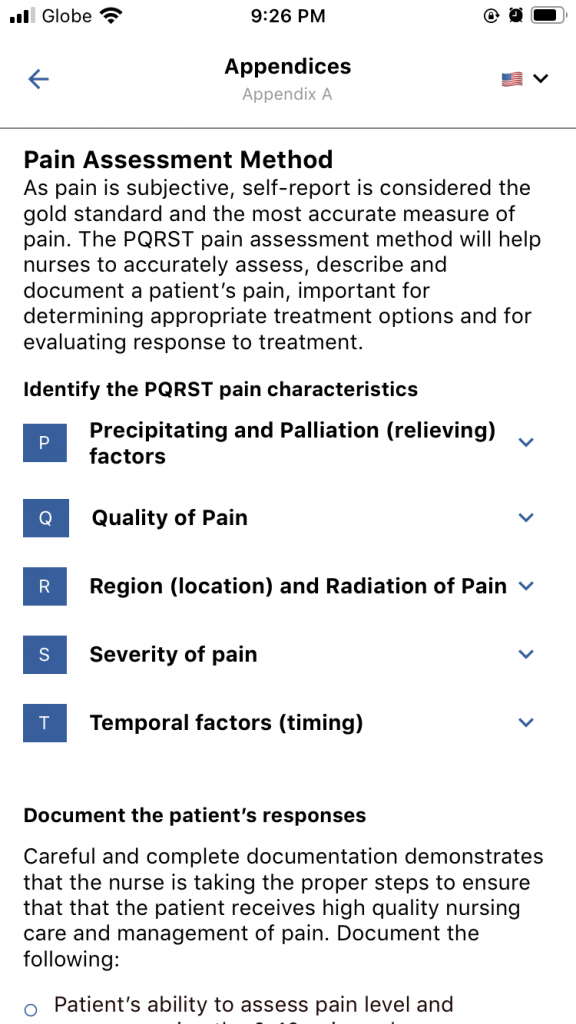 Globe
9:26 PM
Appendices
Appendix A
Pain Assessment Method
As pain is subjective, self-report is considered the
gold standard and the most accurate measure of
pain. The PQRST pain assessment method will help
nurses to accurately assess, describe and
document a patient’s pain, important for
determining appropriate treatment options and for
evaluating response to treatment.
Identify the PQRST pain characteristics
P
Precipitating and Palliation (relieving)
factors
Q
Quality of Pain
R
Region (location) and Radiation of Pain
S
Severity of pain
T
Temporal factors (timing)
Document the patient’s responses
Careful and complete documentation demonstrates
that the nurse is taking the proper steps to ensure
that that the patient receives high quality nursing
care and management of pain. Document the
following:
Patient’s ability to assess pain level and